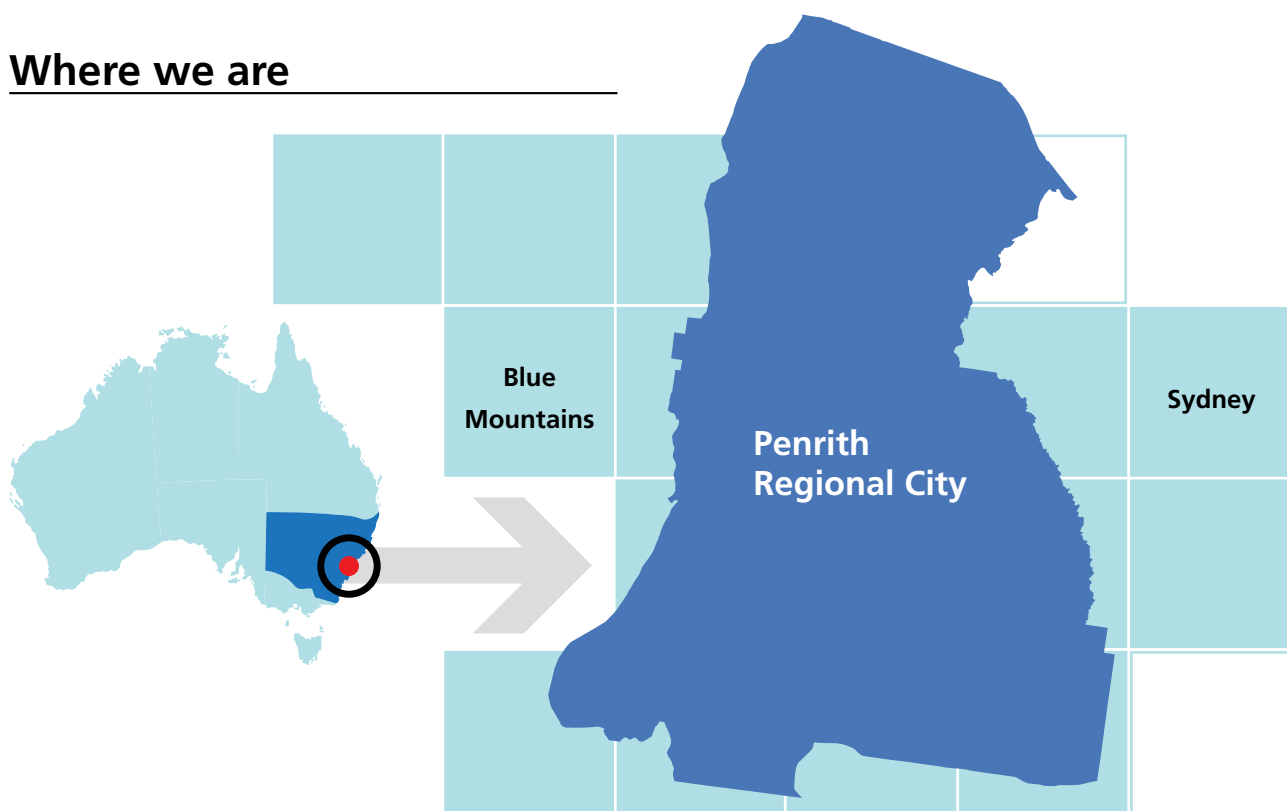 Where we are
Blue
Mountains
Sydney
Penrith
Regional City